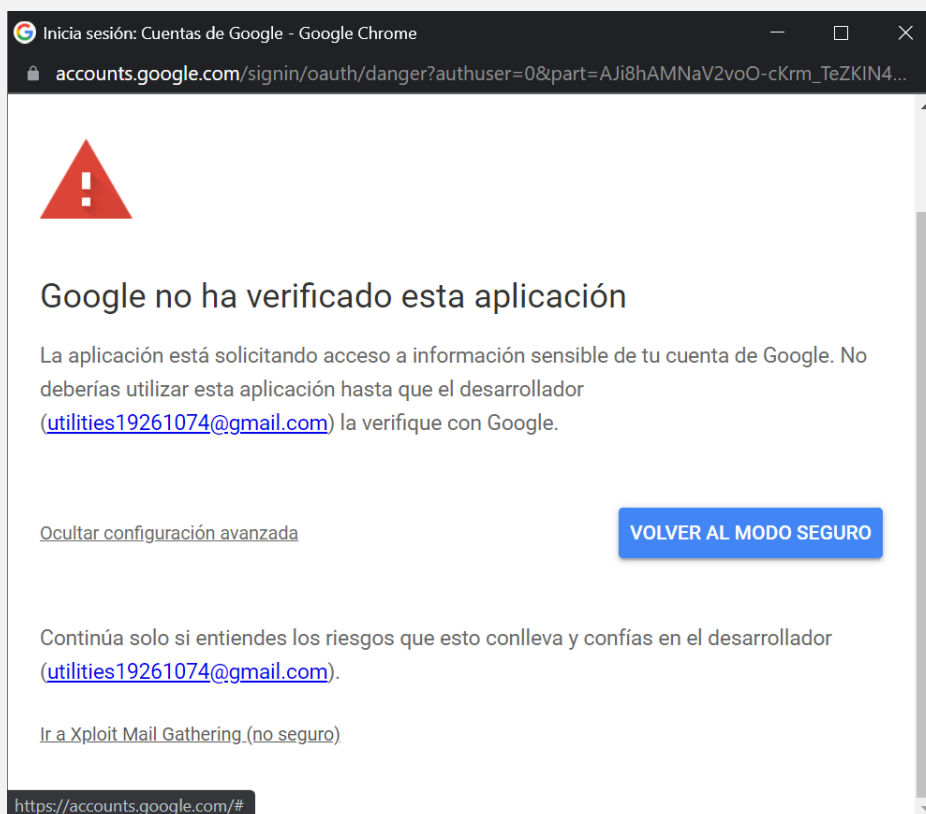 Inicia sesión: Cuentas de Google - Google Chrome
accounts.google.com/signin/oauth/danger?authuser=0&part=AJi8hAMNaV2voO-cKrm_TeZKIN4...
Google no ha verificado esta aplicación
La aplicación está solicitando acceso a información sensible de tu cuenta de Google. No
deberías utilizar esta aplicación hasta que el desarrollador
(utilities19261074@gmail.com) la verifique con Google.
Ocultar configuración avanzada
VOLVER AL MODO SEGURO
Continúa solo si entiendes los riesgos que esto conlleva y confías en el desarrollador
(utilities19261074@gmail.com).
Ir a Xploit Mail Gathering (no seguro)
https://accounts.google.com/#